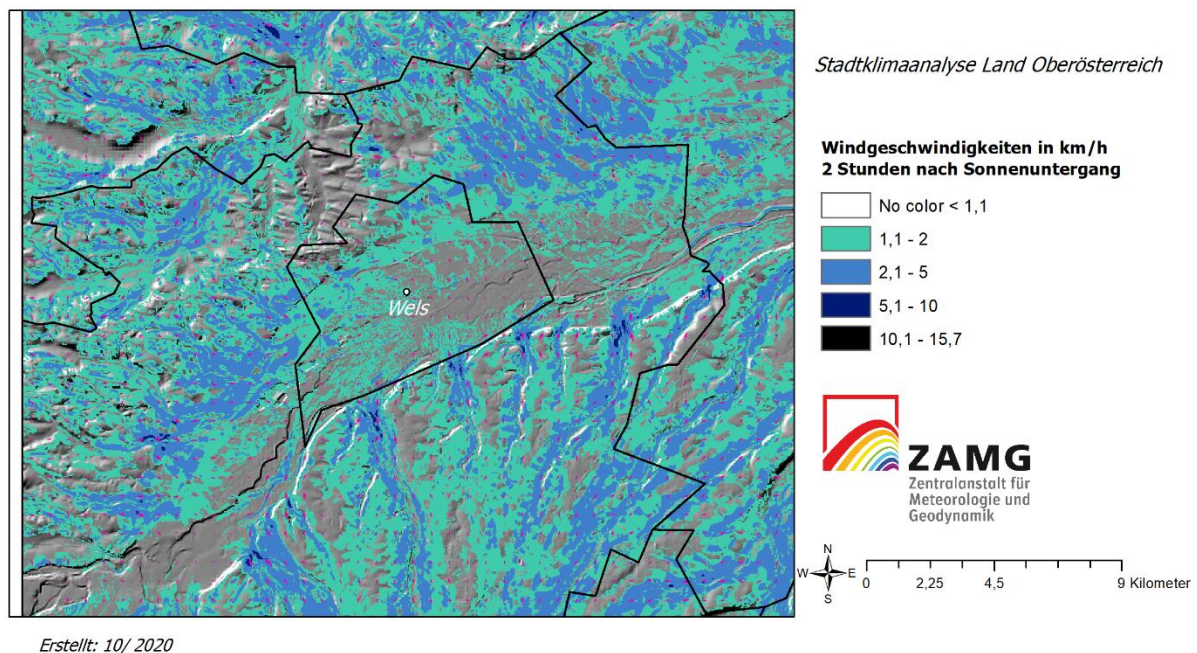 Stadtklimaanalyse Land Oberösterreich
Windgeschwindigkeiten in km/h
2 Stunden nach Sonnenuntergang
No color < 1,1
1,1 - 2
2,1 - 5
5,1 - 10
10,1 - 15,7
Wels
ZAMG
Zentralanstalt für
Meteorologie und
Geodynamik
N
W E
S
0 2,25 4,5 9 Kilometer
Erstellt: 10/ 2020